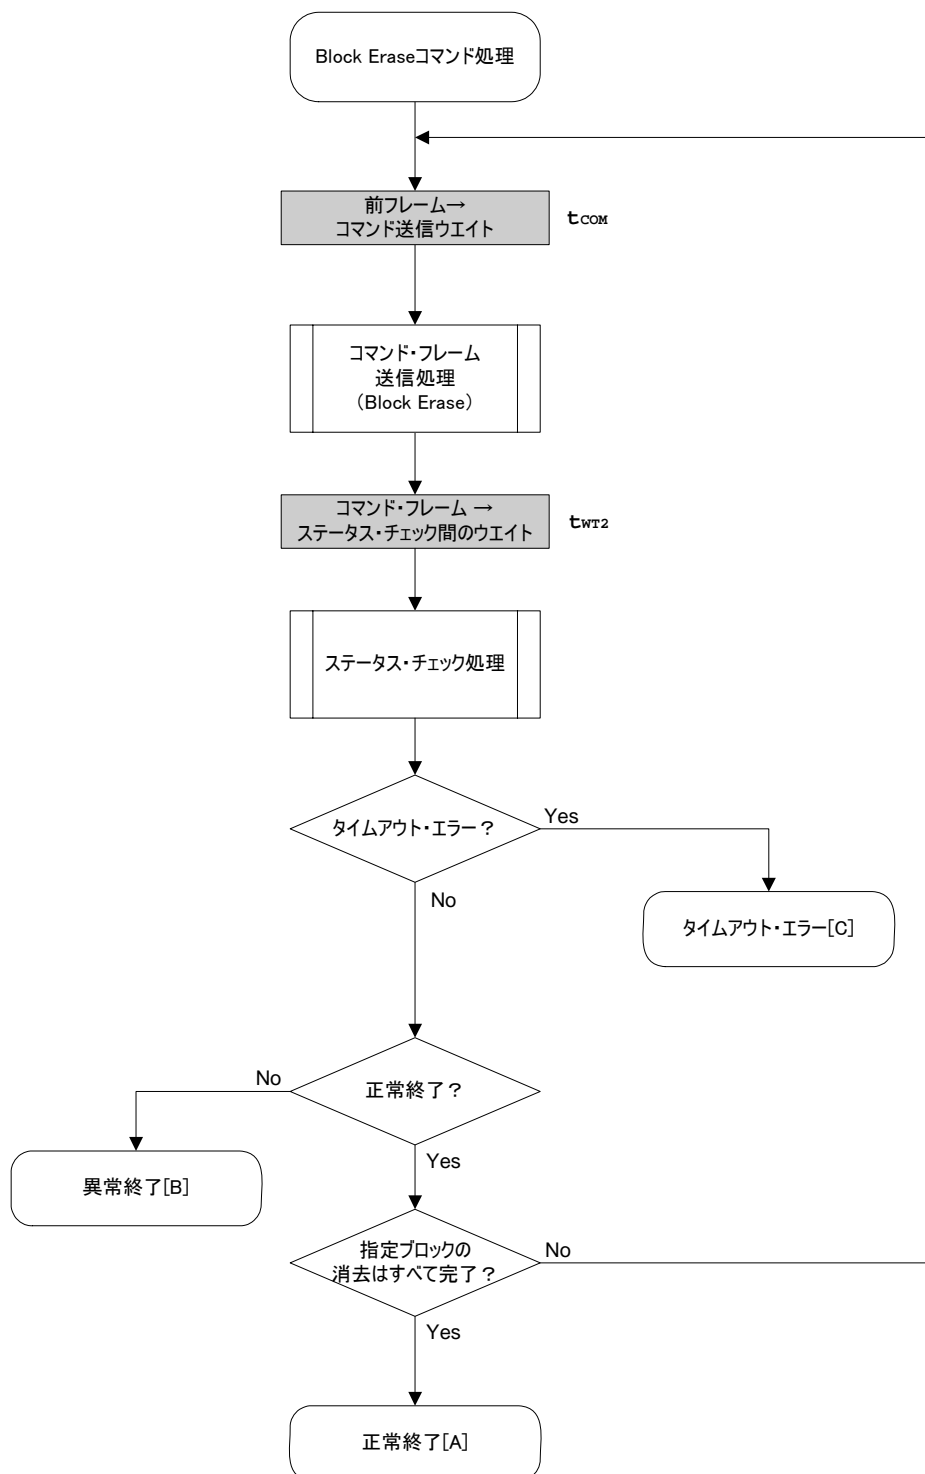 Block Eraseコマンド処理
前フレーム→
コマンド送信ウエイト
tCOM
コマンド・フレーム
送信処理
（Block Erase）
コマンド・フレーム →
ステータス・チェック間のウエイト
tWT2
ステータス・チェック処理
タイムアウト・エラー？
Yes
No
タイムアウト・エラー[C]
正常終了？
No
Yes
異常終了[B]
指定ブロックの
消去はすべて完了？
No
Yes
正常終了[A]